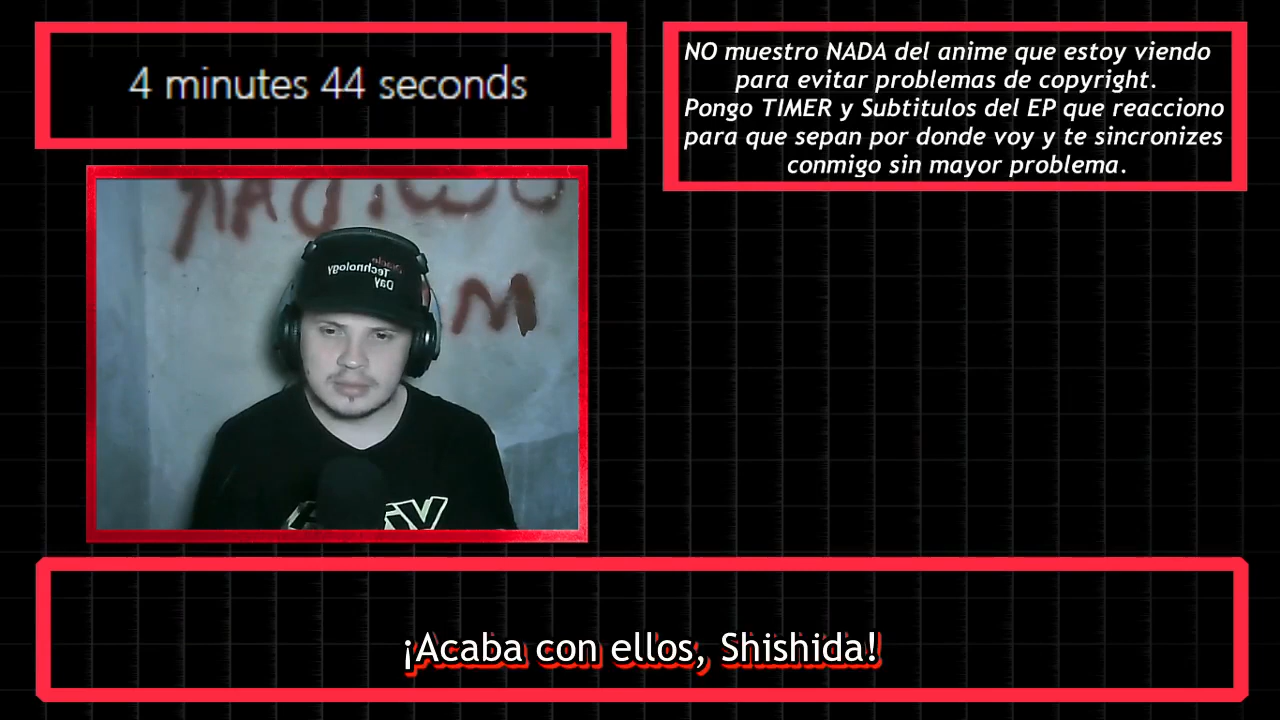 4 minutes 44 seconds
NO muestro NADA del anime que estoy viendo
para evitar problemas de copyright.
Pongo TIMER y Subtitulos del EP que reacciono
para que sepan por donde voy y te sincronizes
conmigo sin mayor problema.
Technology
Day
M
¡Acaba con ellos, Shishida!